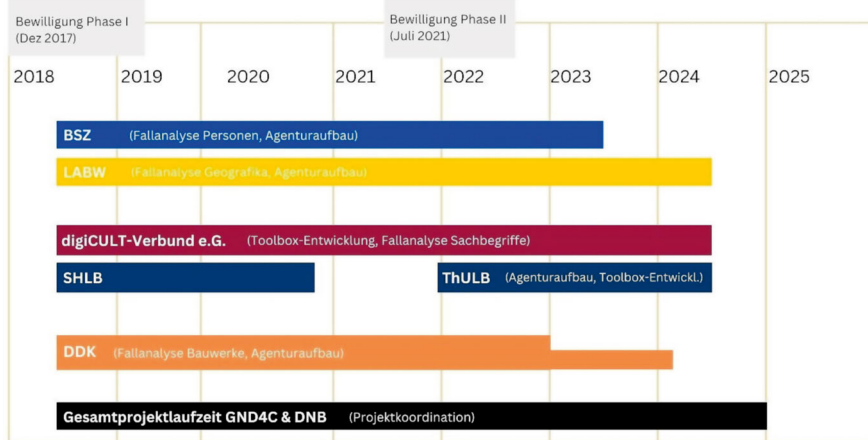 Bewilligung Phase I
(Dez 2017)
Bewilligung Phase II
(Juli 2021)
2018 2019 2020 2021 2022 2023 2024 2025
BSZ (Fallanalyse Personen, Agenturaufbau)
LABW (Fallanalyse Geografika, Agenturaufbau)
digiCULT-Verbund e.G. (Toolbox-Entwicklung, Fallanalyse Sachbegriffe)
SHLB ThULB (Agenturaufbau, Toolbox-Entwickl.)
DDK (Fallanalyse Bauwerke, Agenturaufbau)
Gesamtprojektlaufzeit GND4C & DNB (Projektkoordination)